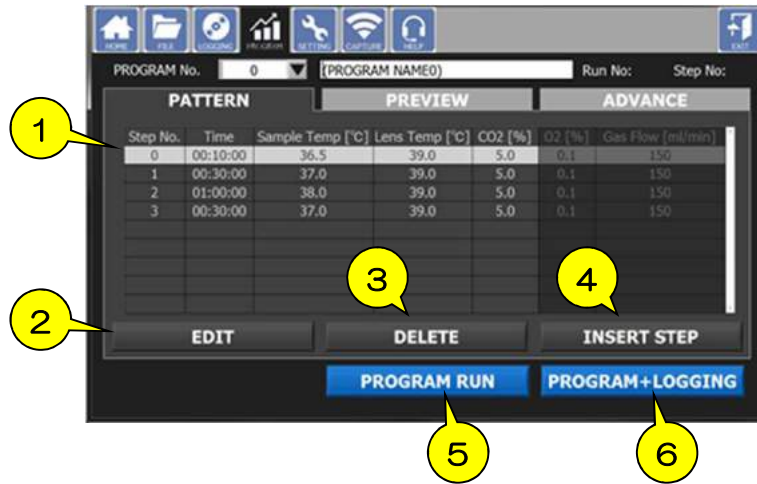 HOME FILE LOGGING PROGRAM SETTING CAPTURE HELP EXIT
PROGRAM No. 0 (PROGRAM NAME0) Run No: Step No:
PATTERN PREVIEW ADVANCE
1
Step No. Time Sample Temp [℃] Lens Temp [℃] CO2 [%] O2 [%] Gas Flow [ml/min]
0 00:10:00 36.5 39.0 5.0 0.1 150
1 00:30:00 37.0 39.0 5.0 0.1 150
2 01:00:00 38.0 39.0 5.0 0.1 150
3 00:30:00 37.0 39.0 5.0 0.1 150
3 4
2
EDIT DELETE INSERT STEP
PROGRAM RUN PROGRAM+LOGGING
5 6